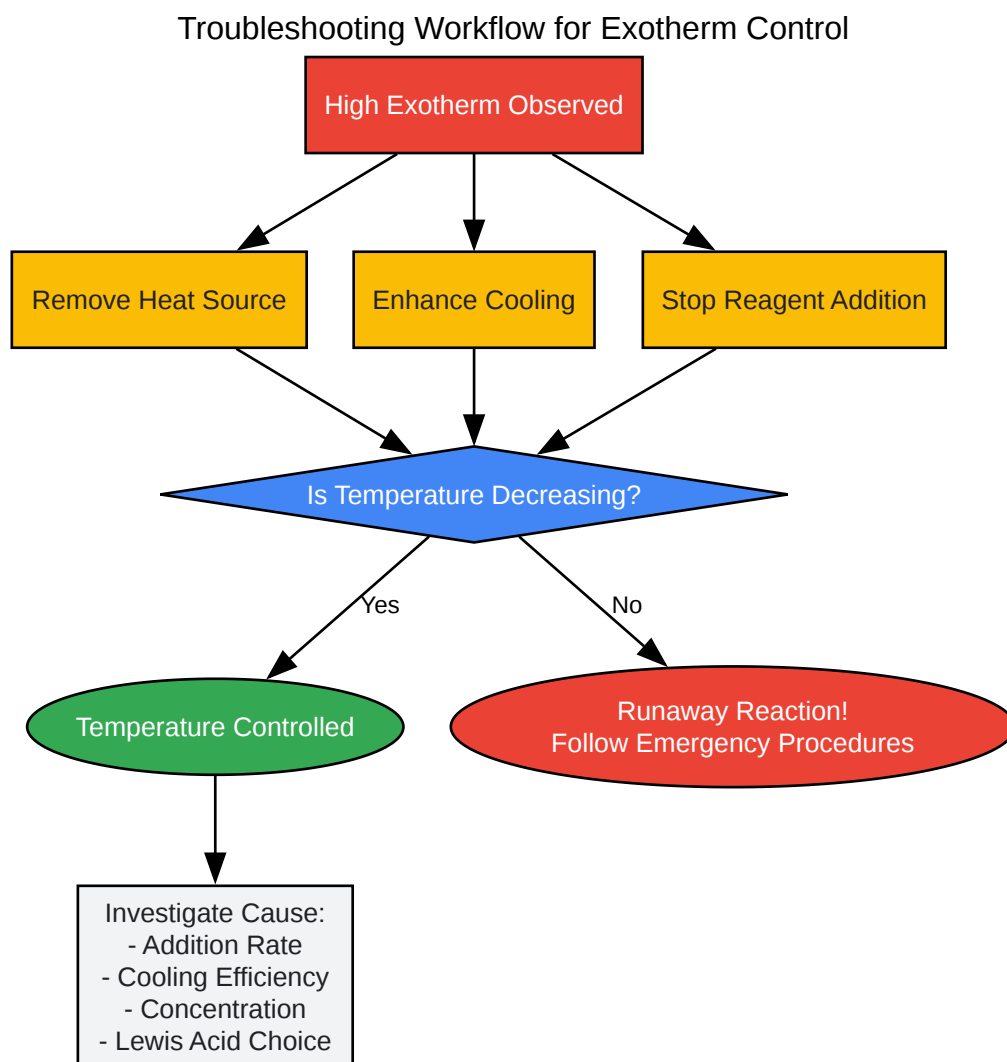 Troubleshooting Workflow for Exotherm Control
High Exotherm Observed
Remove Heat Source
Enhance Cooling
Stop Reagent Addition
Is Temperature Decreasing?
Yes
No
Temperature Controlled
Runaway Reaction!
Follow Emergency Procedures
Investigate Cause:
- Addition Rate
- Cooling Efficiency
- Concentration
- Lewis Acid Choice